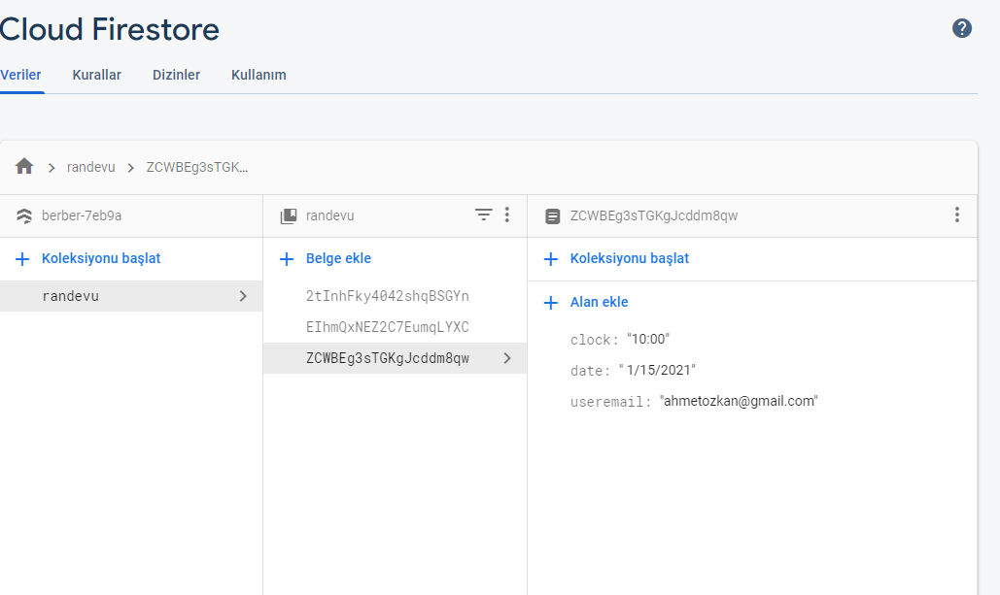 Cloud Firestore
Veriler Kurallar Dizinler Kullanım
randevu ZCWBEg3sTGK...
berber-7eb9a
Koleksiyonu başlat
randevu
randevu
Belge ekle
2tInhFky4042shqBSGYn
EIhmQxNEZ2C7EumqLYXC
ZCWBEg3sTGKgJcddm8qw
ZCWBEg3sTGKgJcddm8qw
Koleksiyonu başlat
Alan ekle
clock: "10:00"
date: " 1/15/2021"
useremail: "ahmetozkan@gmail.com"